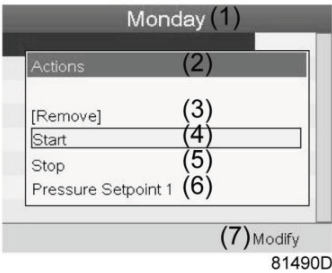 Monday (1)
Actions (2)
[Remove] (3)
Start (4)
Stop (5)
Pressure Setpoint 1 (6)
(7) Modify
81490D